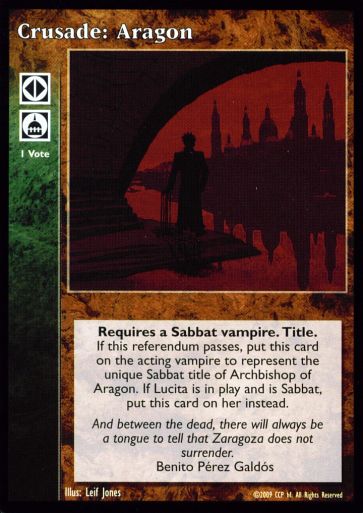 Crusade: Aragon
1 Vote
Requires a Sabbat vampire. Title.
If this referendum passes, put this card
on the acting vampire to represent the
unique Sabbat title of Archbishop of
Aragon. If Lucita is in play and is Sabbat,
put this card on her instead.
And between the dead, there will always be
a tongue to tell that Zaragoza does not
surrender.
Benito Pérez Galdós
Illus: Leif Jones
©2009 CCP hf. All Rights Reserved